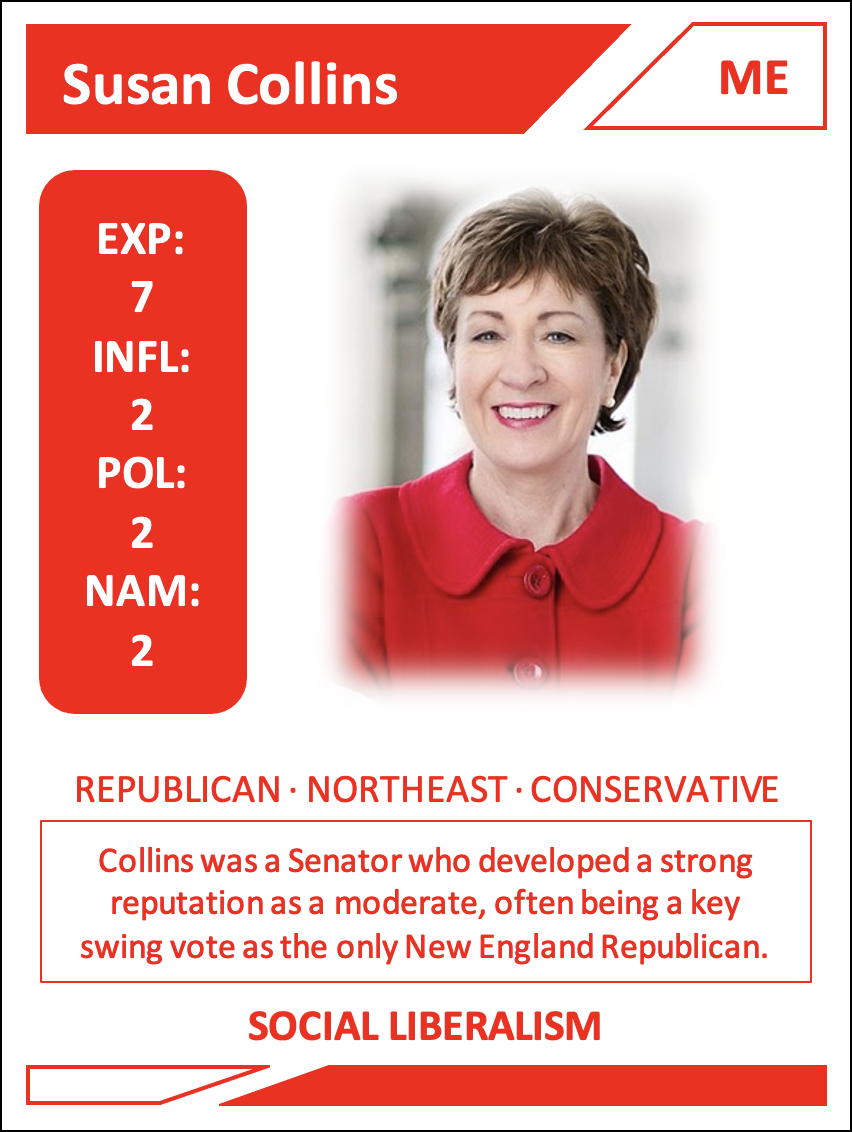 Susan Collins
ME
EXP:
7
INFL:
2
POL:
2
NAM:
2
REPUBLICAN · NORTHEAST · CONSERVATIVE
Collins was a Senator who developed a strong
reputation as a moderate, often being a key
swing vote as the only New England Republican.
SOCIAL LIBERALISM